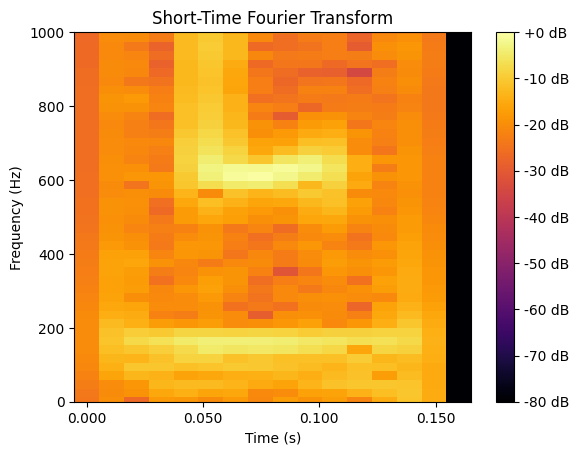 Short-Time Fourier Transform
1000
800
600
400
200
0
Frequency (Hz)
0.000
0.050
0.100
0.150
Time (s)
+0 dB
-10 dB
-20 dB
-30 dB
-40 dB
-50 dB
-60 dB
-70 dB
-80 dB